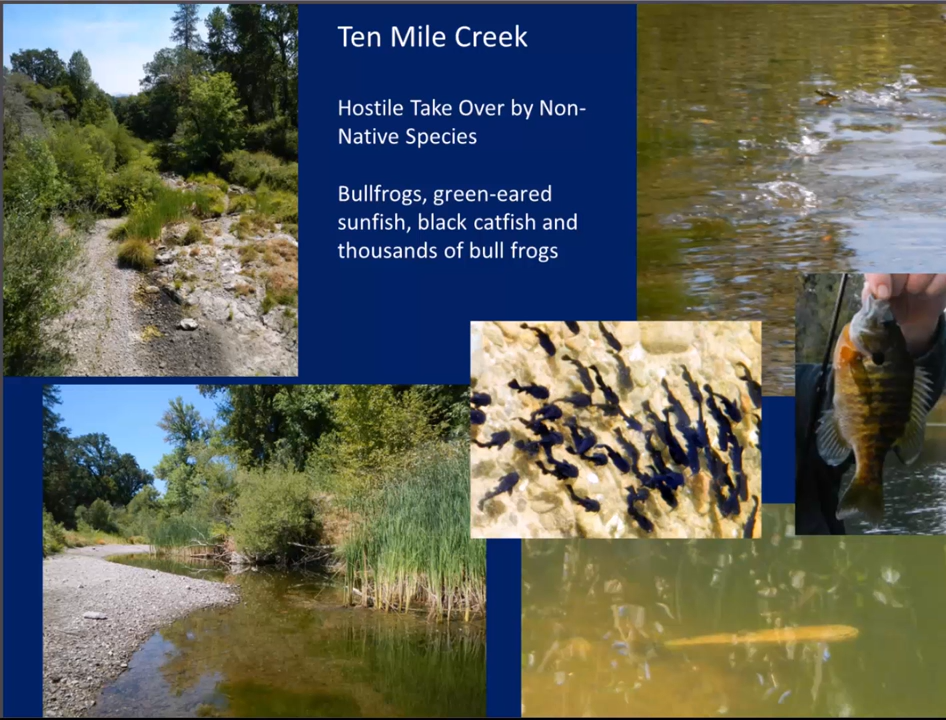 Ten Mile Creek
Hostile Take Over by Non-
Native Species
Bullfrogs, green-eared
sunfish, black catfish and
thousands of bull frogs